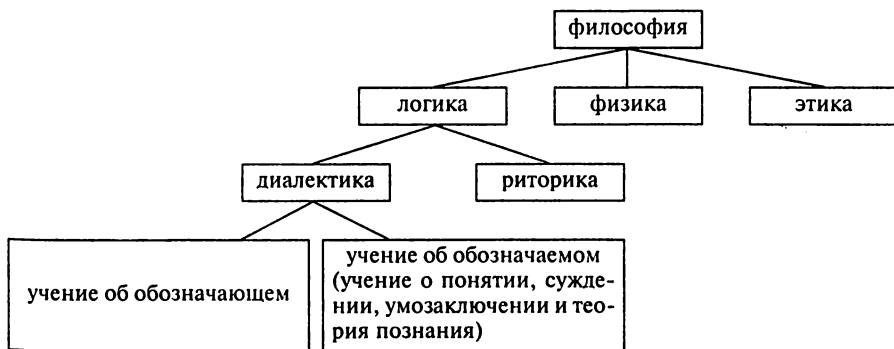 философия
логика
физика
этика
диалектика
риторика
учение об обозначающем
учение об обозначаемом
(учение о понятии, сужде-
нии, умозаключении и тео-
рия познания)